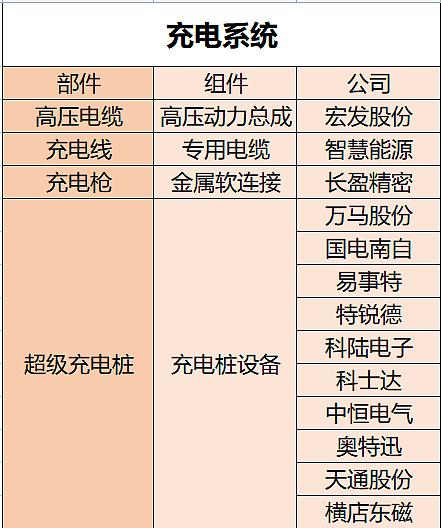 充电系统
部件 组件 公司
高压电缆 高压动力总成 宏发股份
充电线 专用电缆 智慧能源
充电枪 金属软连接 长盈精密
超级充电桩 充电桩设备 万马股份
国电南自
易事特
特锐德
科陆电子
科士达
中恒电气
奥特迅
天通股份
横店东磁